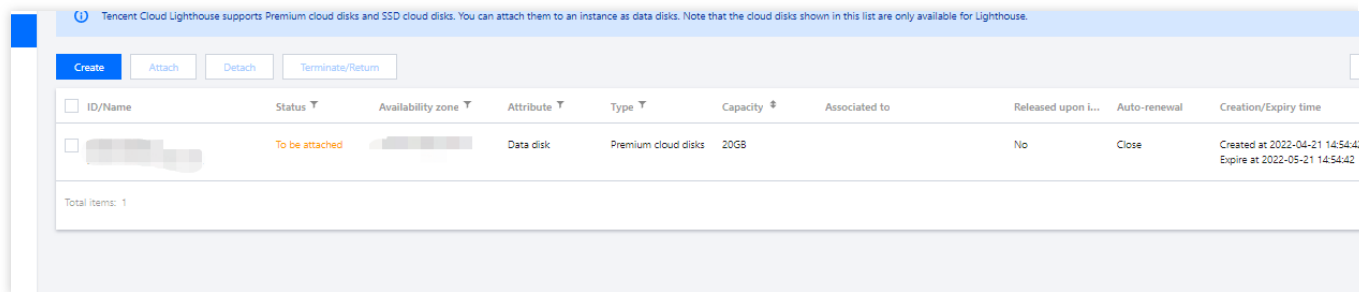 Tencent Cloud Lighthouse supports Premium cloud disks and SSD cloud disks. You can attach them to an instance as data disks. Note that the cloud disks shown in this list are only available for Lighthouse.
Create Attach Detach Terminate/Return
ID/Name Status Availability zone Attribute Type Capacity Associated to Released upon i... Auto-renewal Creation/Expiry time
To be attached Data disk Premium cloud disks 20GB No Close Created at 2022-04-21 14:54:42
Expire at 2022-05-21 14:54:42
Total items: 1